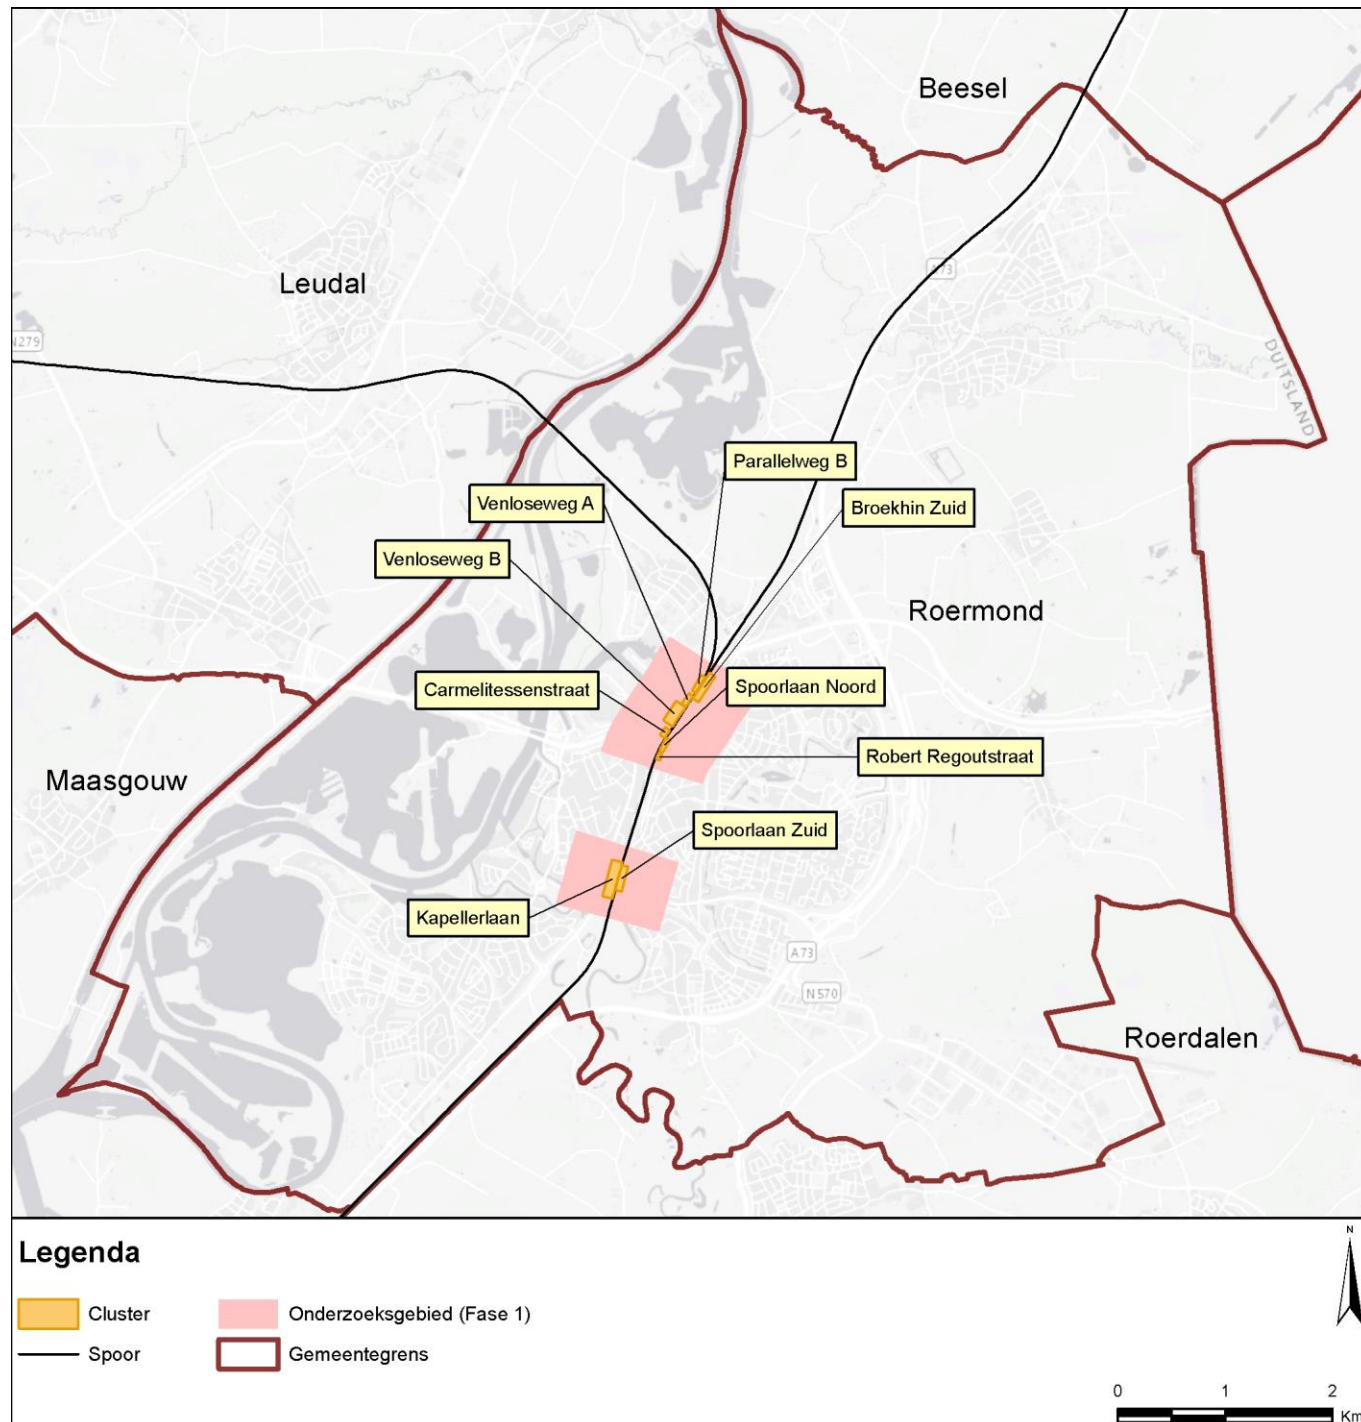 Beesel
Leudal
A73
N279
DUITSLAND
Parallelweg B
Venloseweg A
Broekhin Zuid
Venloseweg B
Roermond
Carmelitessenstraat
Spoorlaan Noord
Robert Regoutstraat
Maasgouw
Spoorlaan Zuid
Kapellerlaan
A73
N570
Roerdalen
Legenda
N
Cluster
Onderzoeksgebied (Fase 1)
Spoor
Gemeentegrens
0 1 2
Km